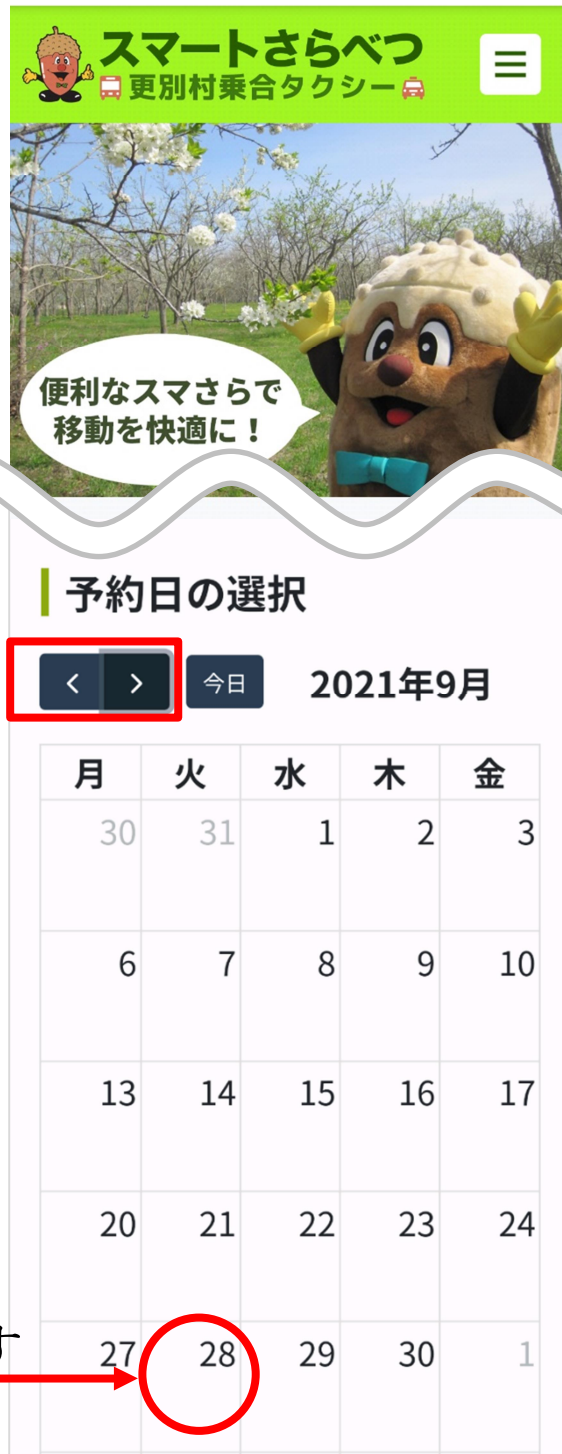 スマートさらべつ
更別村乗合タクシー
便利なスマさらで
移動を快適に！
予約日の選択
< > 今日 2021年9月
月 火 水 木 金
30 31 1 2 3
6 7 8 9 10
13 14 15 16 17
20 21 22 23 24
す
27 28 29 30 1